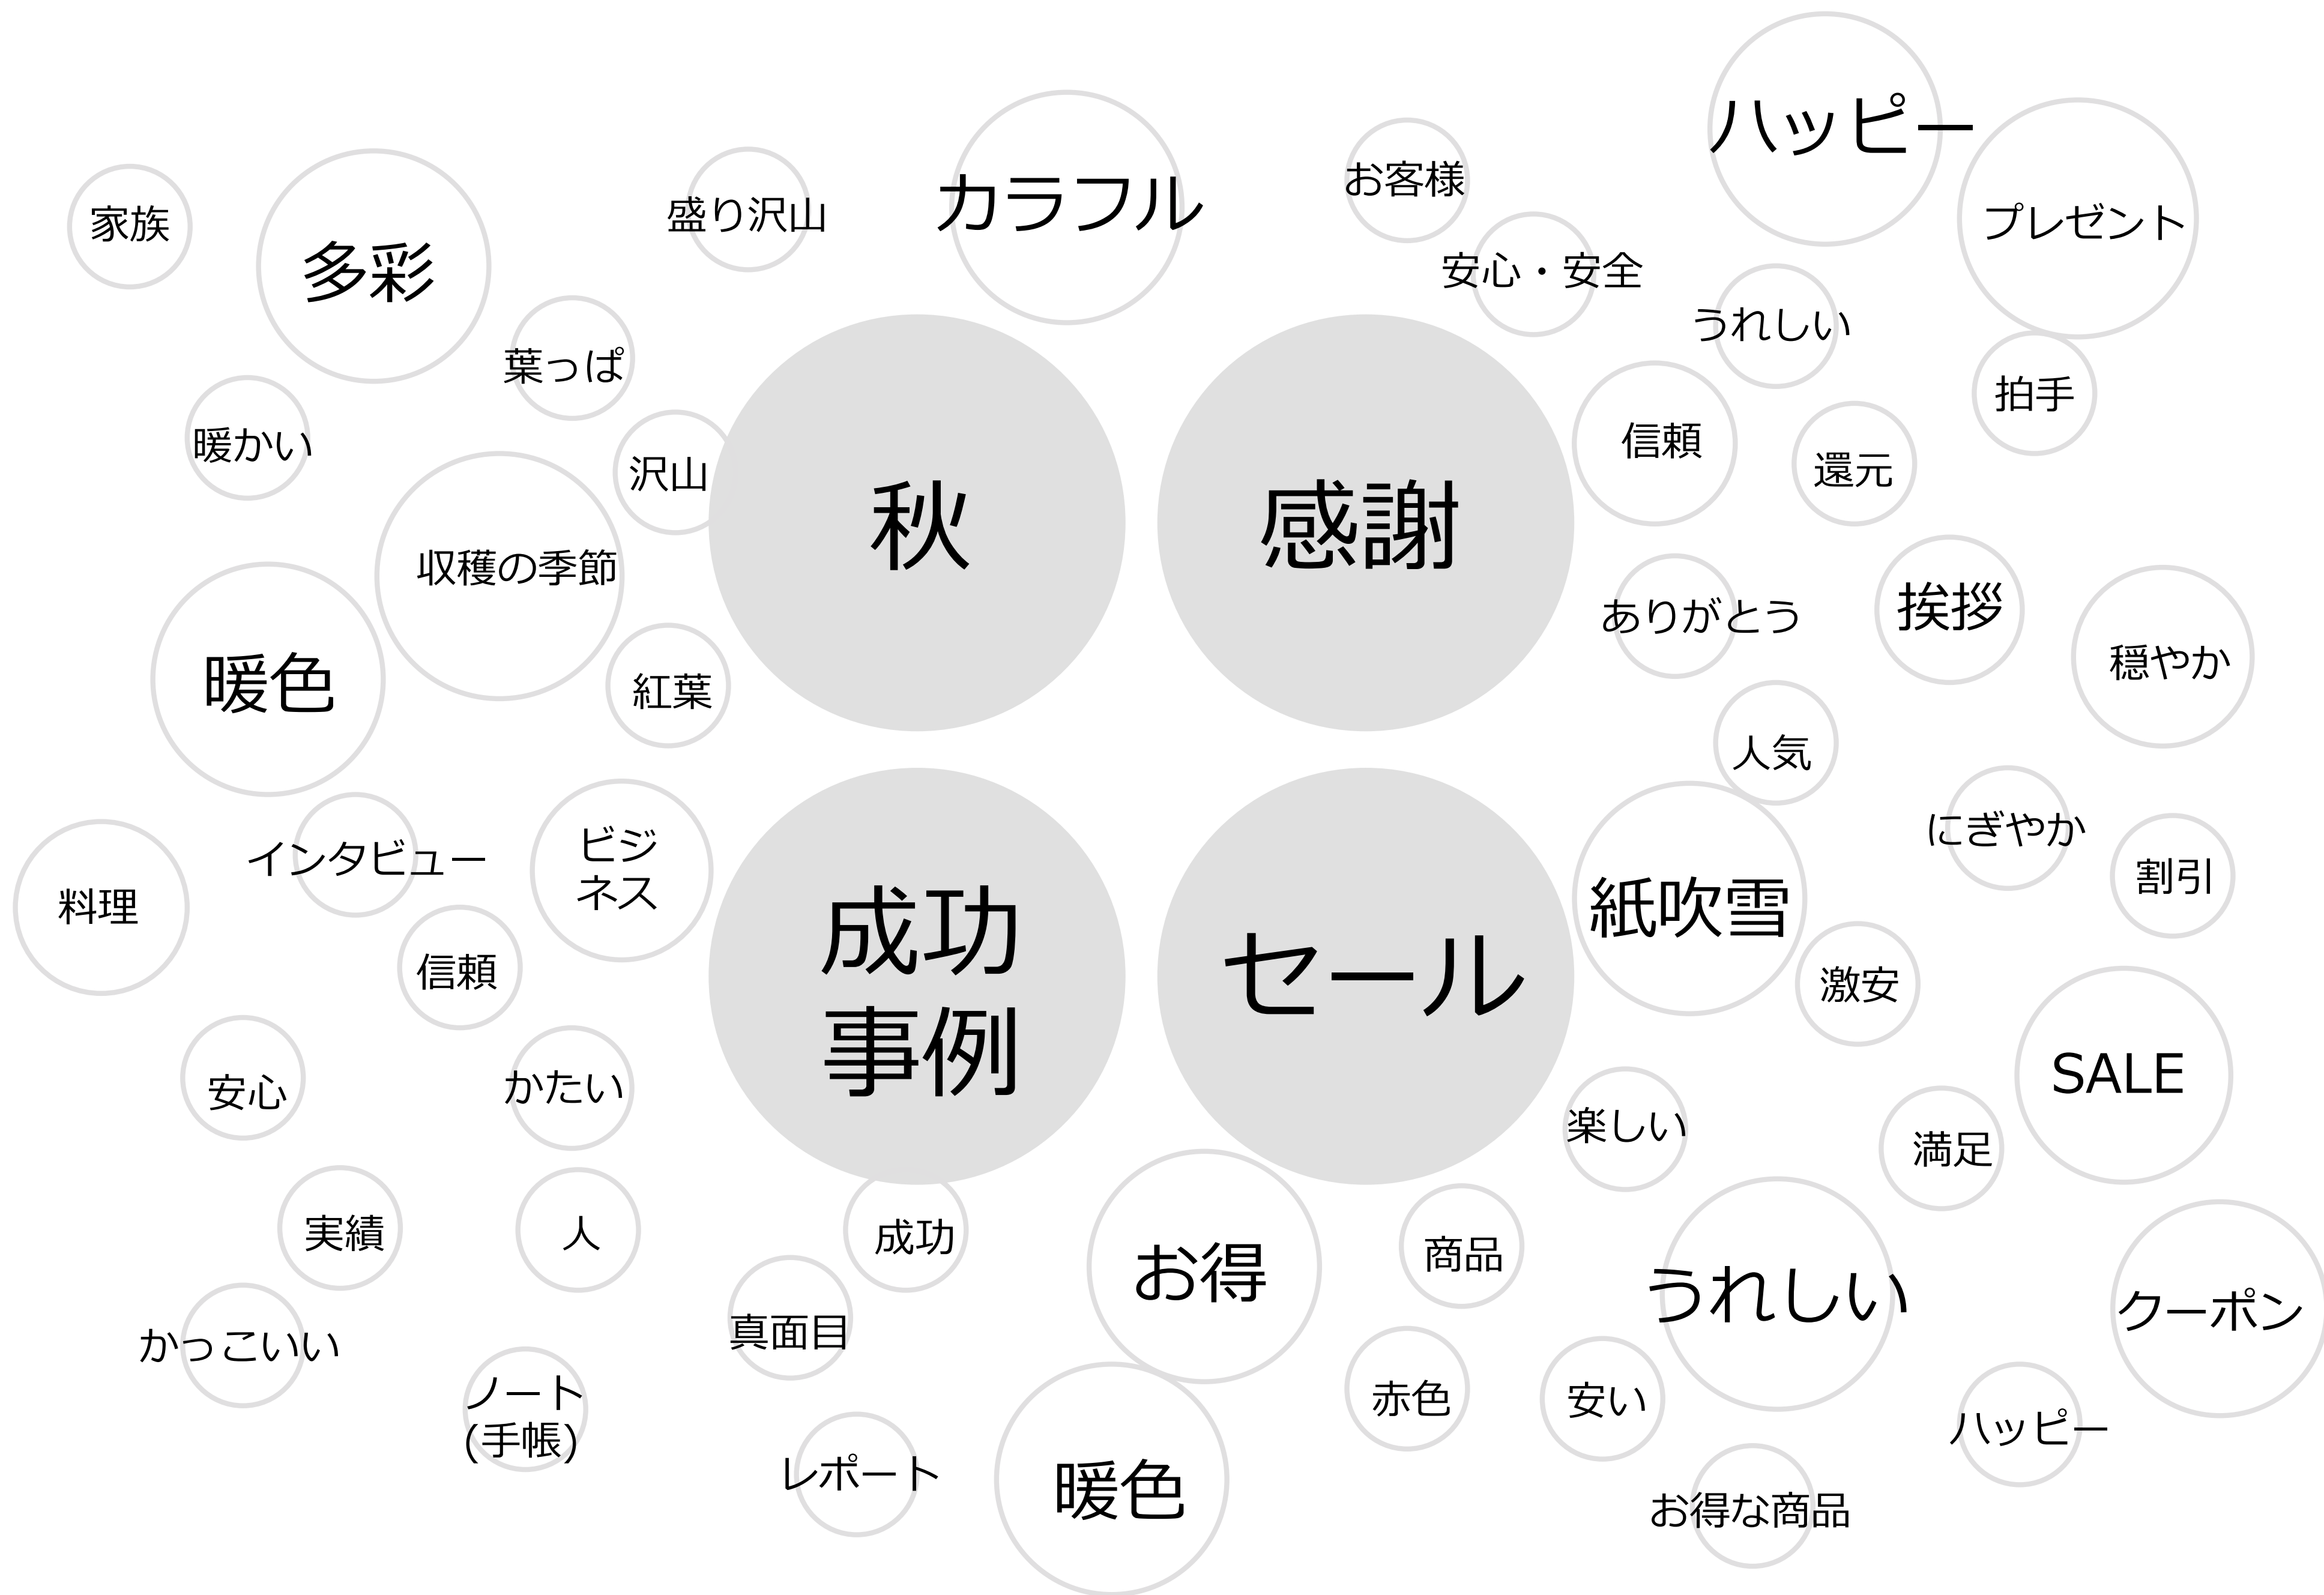 ハッピー
カラフル
お客様
プレゼント
家族
多彩
盛り沢山
安心・安全
うれしい
葉っぱ
拍手
暖かい
沢山
信頼
還元
秋
感謝
収穫の季節
ありがとう
挨拶
穏やか
暖色
紅葉
人気
インタビュー
ビジ
ネス
にぎやか
割引
料理
信頼
成功
事例
セール
紙吹雪
激安
安心
かたい
SALE
楽しい
満足
実績
人
成功
お得
商品
うれしい
クーポン
かっこいい
真面目
ノート
(手帳)
赤色
安い
ハッピー
レポート
暖色
お得な商品